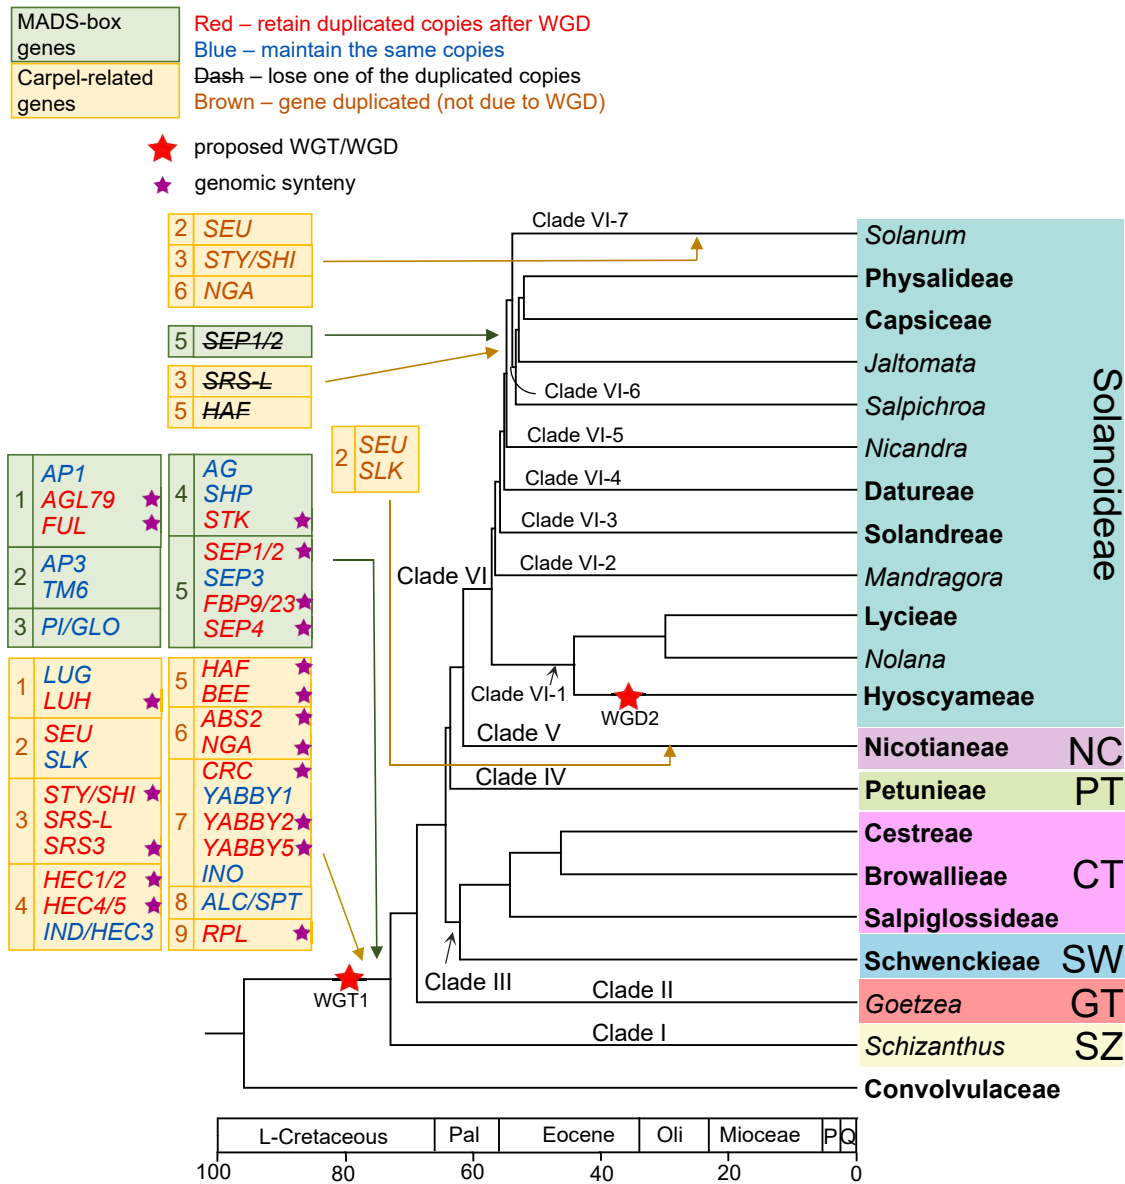 MADS-box
genes
Carpel-related
genes
Red – retain duplicated copies after WGD
Blue – maintain the same copies
Dash – lose one of the duplicated copies
Brown – gene duplicated (not due to WGD)
proposed WGT/WGD
genomic synteny
2 SEU
3 STY/SHI
6 NGA
5 SEP1/2
3 SRS-L
5 HAF
2 SEU
SLK
1 AP1
AGL79
FUL
2 AP3
TM6
3 PI/GLO
4 AG
SHP
STK
5 SEP1/2
SEP3
FBP9/23
SEP4
1 LUG
LUH
2 SEU
SLK
3 STY/SHI
SRS-L
SRS3
4 HEC1/2
HEC4/5
IND/HEC3
5 HAF
BEE
6 ABS2
NGA
7 CRC
YABBY1
YABBY2
YABBY5
INO
8 ALC/SPT
9 RPL
Clade VI-7
Clade VI-6
Clade VI-5
Clade VI-4
Clade VI-3
Clade VI-2
Clade VI
Clade VI-1
WGD2
Clade V
Clade IV
Clade III
Clade II
Clade I
WGT1
Solanum
Physalideae
Capsiceae
Jaltomata
Salpichroa
Nicandra
Datureae
Solandreae
Mandragora
Lycieae
Nolana
Hyoscyameae
Solanoideae
Nicotianeae NC
Petunieae PT
Cestreae
Browallieae CT
Salpiglossideae
Schwenckieae SW
Goetzea GT
Schizanthus SZ
Convolvulaceae
L-Cretaceous Pal Eocene Oli Mioceae P Q
100 80 60 40 20 0